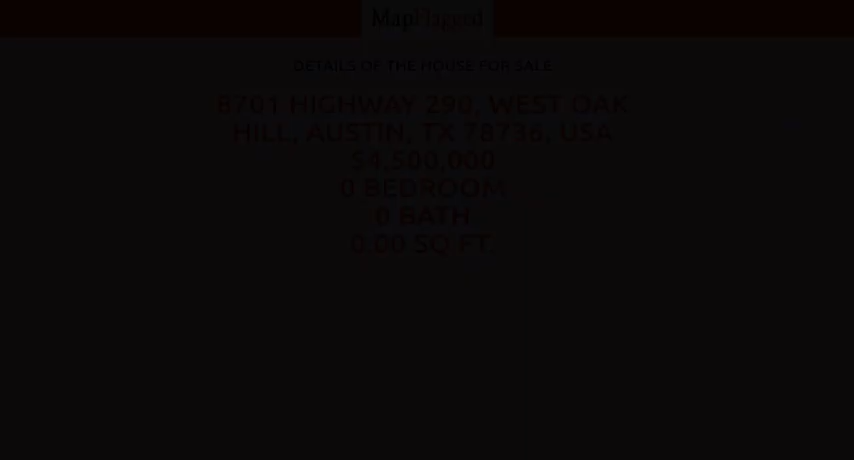 MapFlagord
DETAILS OF THE HOUSE FOR SALE
8701 HIGHWAY 290, WEST OAK
HILL, AUSTIN, TX 78736, USA
$4,500,000
0 BEDROOM
0 BATH
0.00 SQ FT.